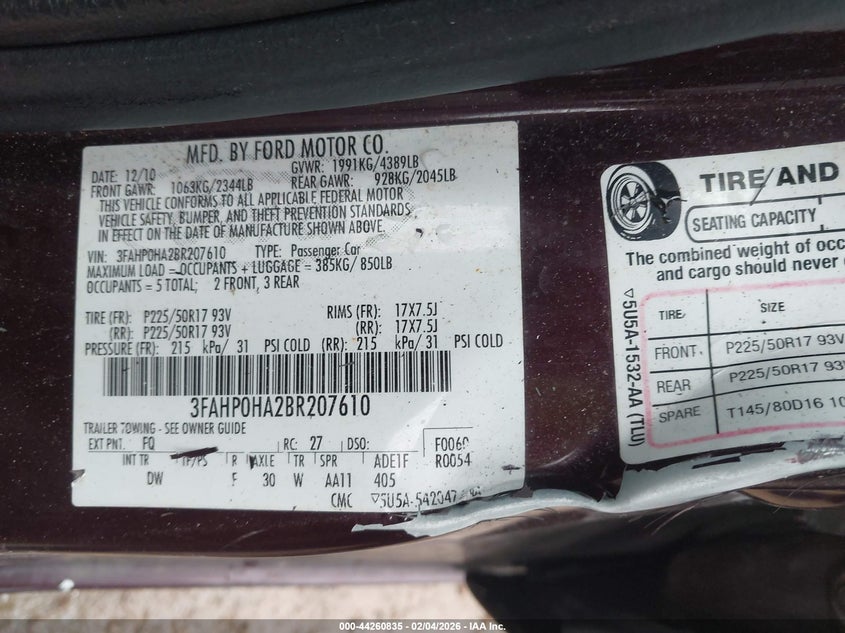 MFD. BY FORD MOTOR CO.
DATE: 12/10 GVWR: 1991KG/4389LB
FRONT GAWR: 1063KG/2344LB REAR GAWR: 928KG/2045LB
THIS VEHICLE CONFORMS TO ALL APPLICABLE FEDERAL MOTOR
VEHICLE SAFETY, BUMPER, AND THEFT PREVENTION STANDARDS
IN EFFECT ON THE DATE OF MANUFACTURE SHOWN ABOVE.
VIN: 3FAHP0HA2BR207610 TYPE: Passenger Car
MAXIMUM LOAD = OCCUPANTS + LUGGAGE = 385KG/850LB
OCCUPANTS = 5 TOTAL; 2 FRONT, 3 REAR
TIRE (FR): P225/50R17 93V RIMS (FR): 17X7.5J
(RR): P225/50R17 93V (RR): 17X7.5J
PRESSURE (FR): 215 kPa/ 31 PSI COLD (RR): 215 kPa/ 31 PSI COLD
3FAHP0HA2BR207610
TRAILER TOWING - SEE OWNER GUIDE
EXT PNT: FQ RC: 27 DSO: F0060
INT TR TP/PS R AXLE TR SPR ADE1F R0054
DW F 30 W AA11 405
CMC ▽5U5A-542047
TIRE AND
SEATING CAPACITY
The combined weight of occ
and cargo should never
TIRE SIZE
FRONT P225/50R17 93V
REAR P225/50R17 93V
SPARE T145/80D16 10
▽5U5A-1532-AA (TLU)
000-44260835 - 02/04/2026 - IAA Inc.